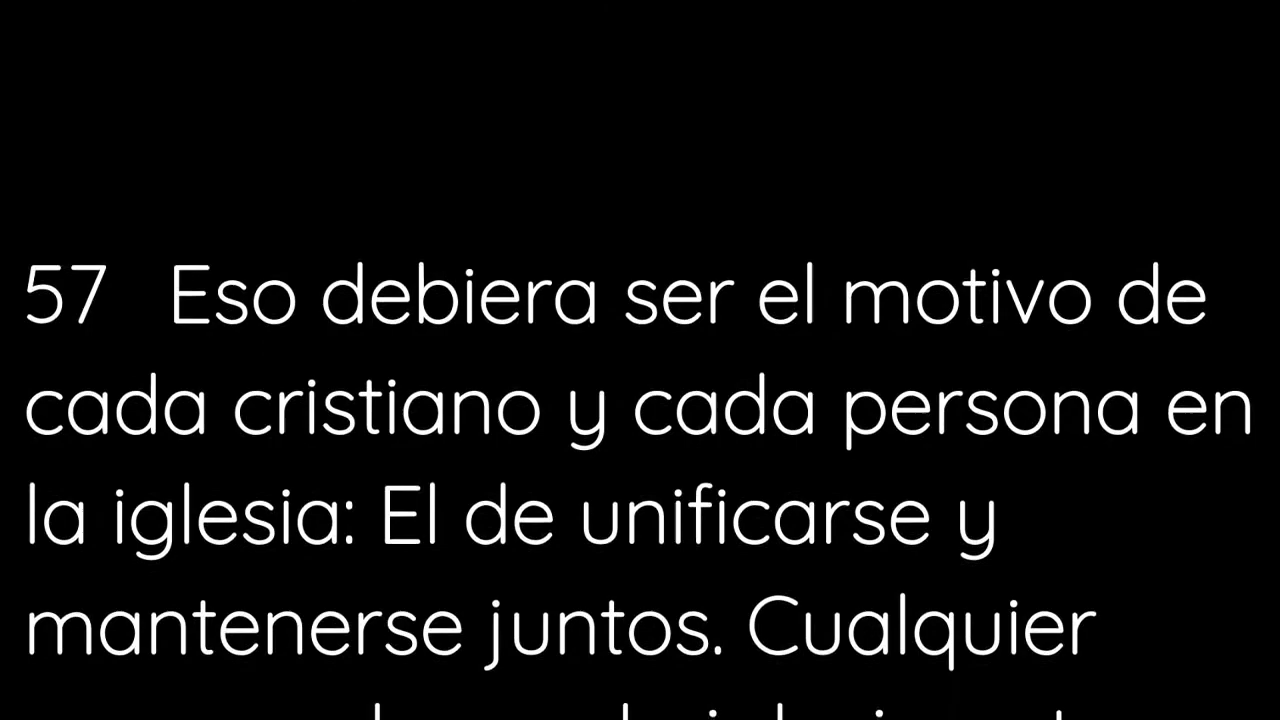 57 Eso debiera ser el motivo de
cada cristiano y cada persona en
la iglesia: El de unificarse y
mantenerse juntos. Cualquier